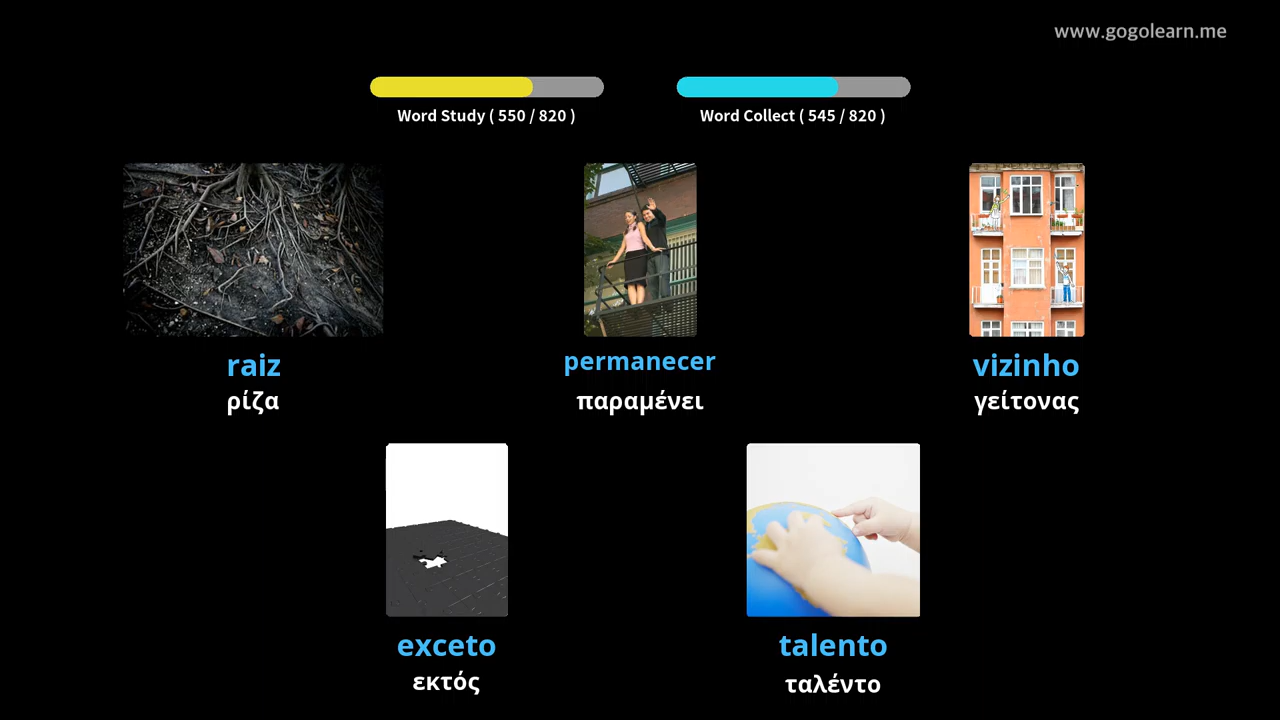 www.gogolearn.me
Word Study ( 550 / 820 )
Word Collect ( 545 / 820 )
raiz
ρίζα
permanecer
παραμένει
vizinho
γείτονας
exceto
εκτός
talento
ταλέντο